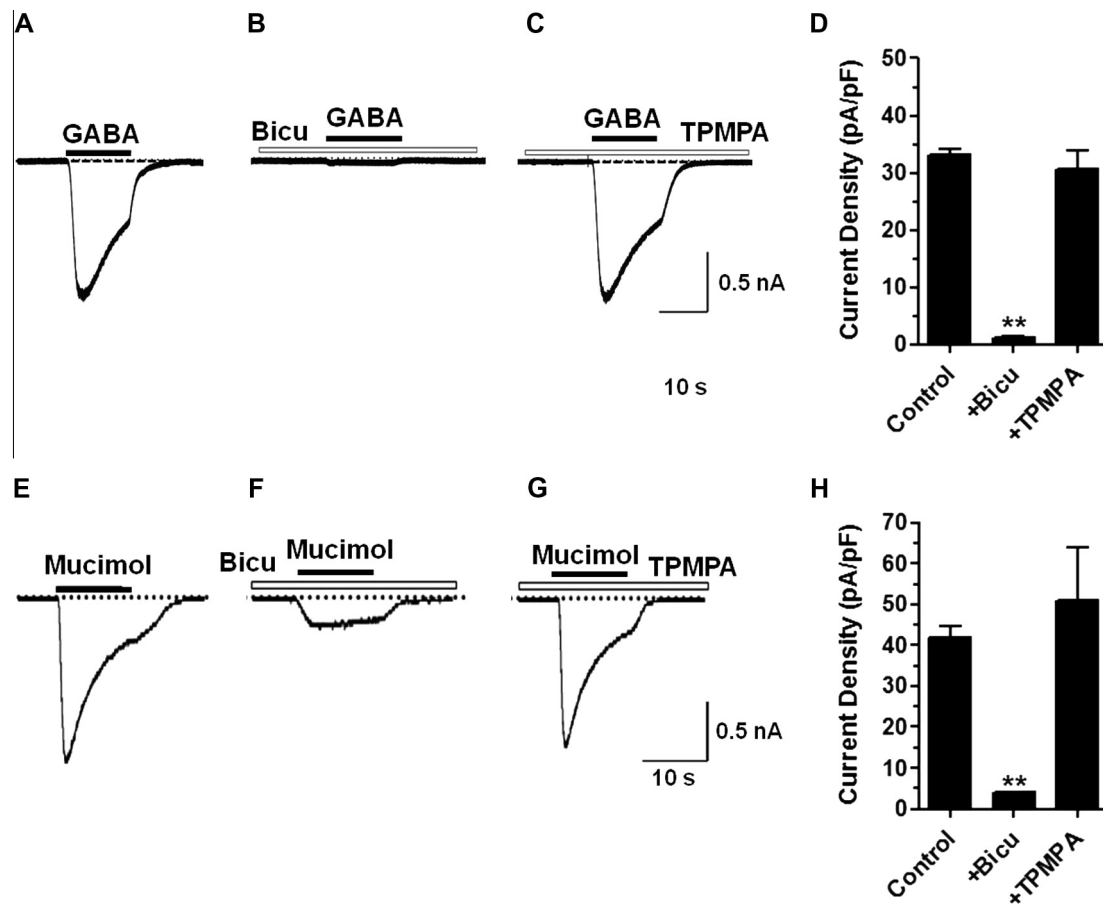 A
B
C
D
GABA
Bicu
GABA
GABA
TPMPA
0.5 nA
10 s
Current Density (pA/pF)
50
40
30
20
10
0
**
Control
+Bicu
+TPMPA
E
F
G
H
Mucimol
Bicu
Mucimol
Mucimol
TPMPA
0.5 nA
10 s
Current Density (pA/pF)
70
60
50
40
30
20
10
0
**
Control
+Bicu
+TPMPA